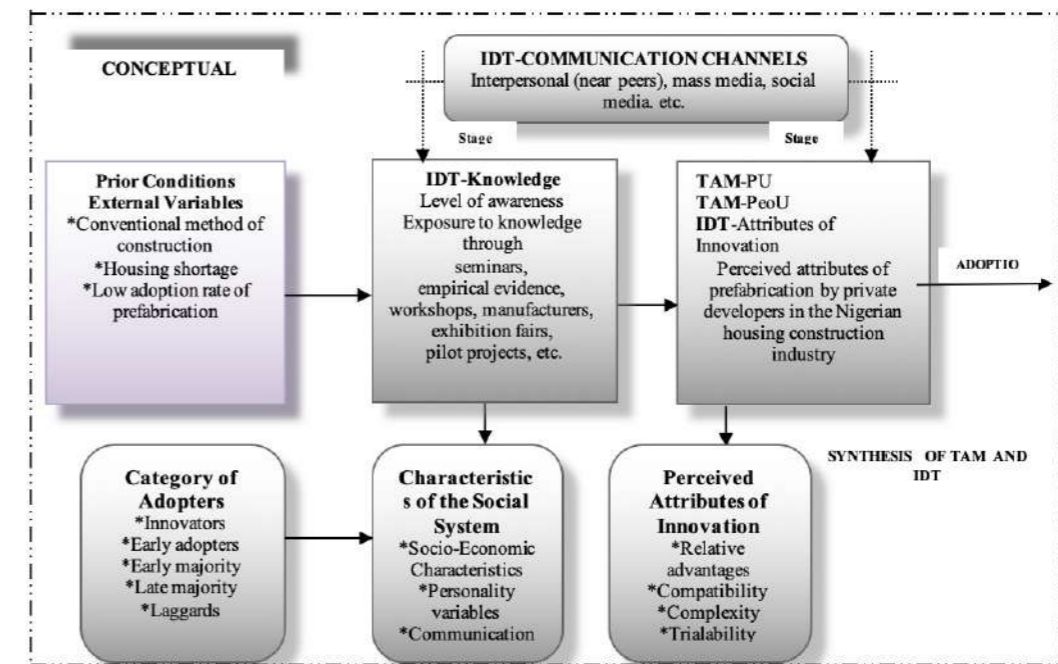 CONCEPTUAL
IDT-COMMUNICATION CHANNELS
Interpersonal (near peers), mass media, social
media. etc.
Stage
Stage
Prior Conditions
External Variables
*Conventional method of
construction
*Housing shortage
*Low adoption rate of
prefabrication
IDT-Knowledge
Level of awareness
Exposure to knowledge
through
seminars,
empirical evidence,
workshops, manufacturers,
exhibition fairs,
pilot projects, etc.
TAM-PU
TAM-PeoU
IDT-Attributes of
Innovation
Perceived attributes of
prefabrication by private
developers in the Nigerian
housing construction
industry
ADOPTIO
Category of
Adopters
*Innovators
*Early adopters
*Early majority
*Late majority
*Laggards
Characteristic
s of the Social
System
*Socio-Economic
Characteristics
*Personality
variables
*Communication
Perceived
Attributes of
Innovation
*Relative
advantages
*Compatibility
*Complexity
*Trialability
SYNTHESIS OF TAM AND
IDT